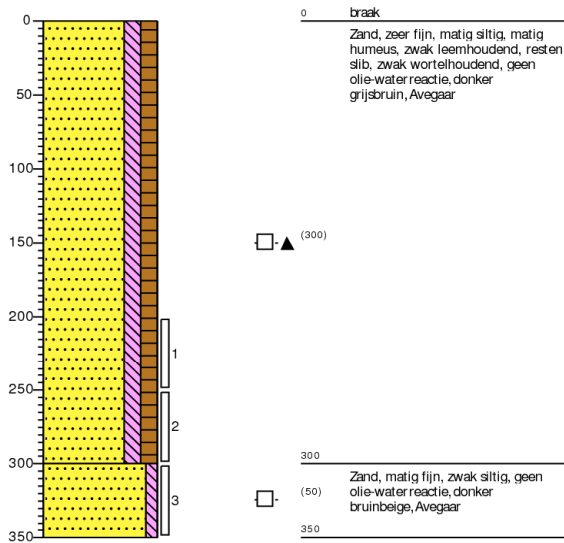 0
50
100
150
200
250
300
350
1
2
3
0 braak
Zand, zeer fijn, matig siltig, matig
humeus, zwak leemhoudend, resten
slib, zwak wortelhoudend, geen
olie-water reactie, donker
grijsbruin, Avegaar
(300)
300
Zand, matig fijn, zwak siltig, geen
(50) olie-water reactie, donker
bruinbeige, Avegaar
350